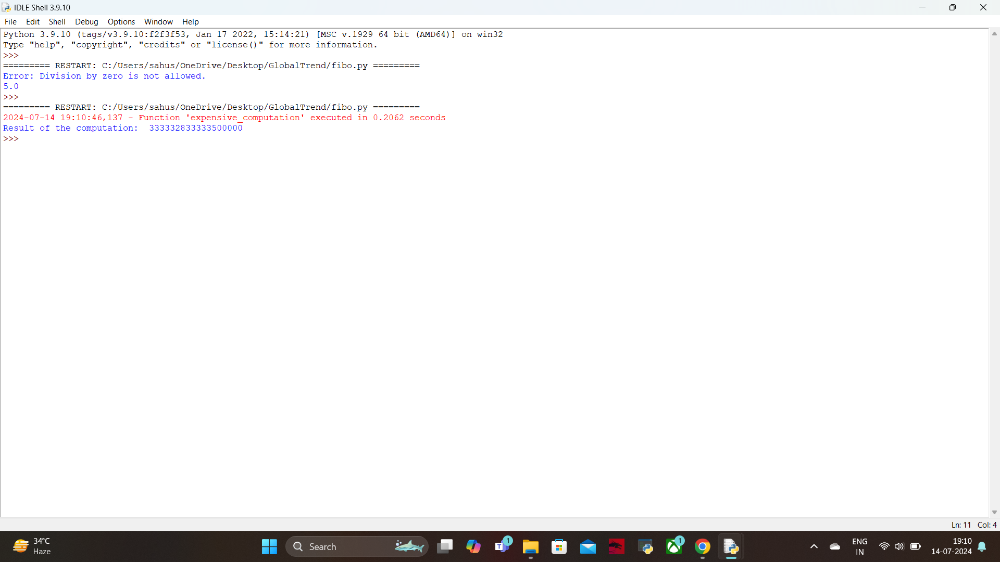 IDLE Shell 3.9.10
File Edit Shell Debug Options Window Help
Python 3.9.10 (tags/v3.9.10:f2f3f53, Jan 17 2022, 15:14:21) [MSC v.1929 64 bit (AMD64)] on win32
Type "help", "copyright", "credits" or "license()" for more information.
>>>
========= RESTART: C:/Users/sahus/OneDrive/Desktop/GlobalTrend/fibo.py =========
Error: Division by zero is not allowed.
5.0
>>>
========= RESTART: C:/Users/sahus/OneDrive/Desktop/GlobalTrend/fibo.py =========
2024-07-14 19:10:46,137 - Function 'expensive_computation' executed in 0.2062 seconds
Result of the computation:  333332833333500000
>>>
Ln: 11 Col: 4
34°C
Haze
Search
1
1
ENG
IN
19:10
14-07-2024